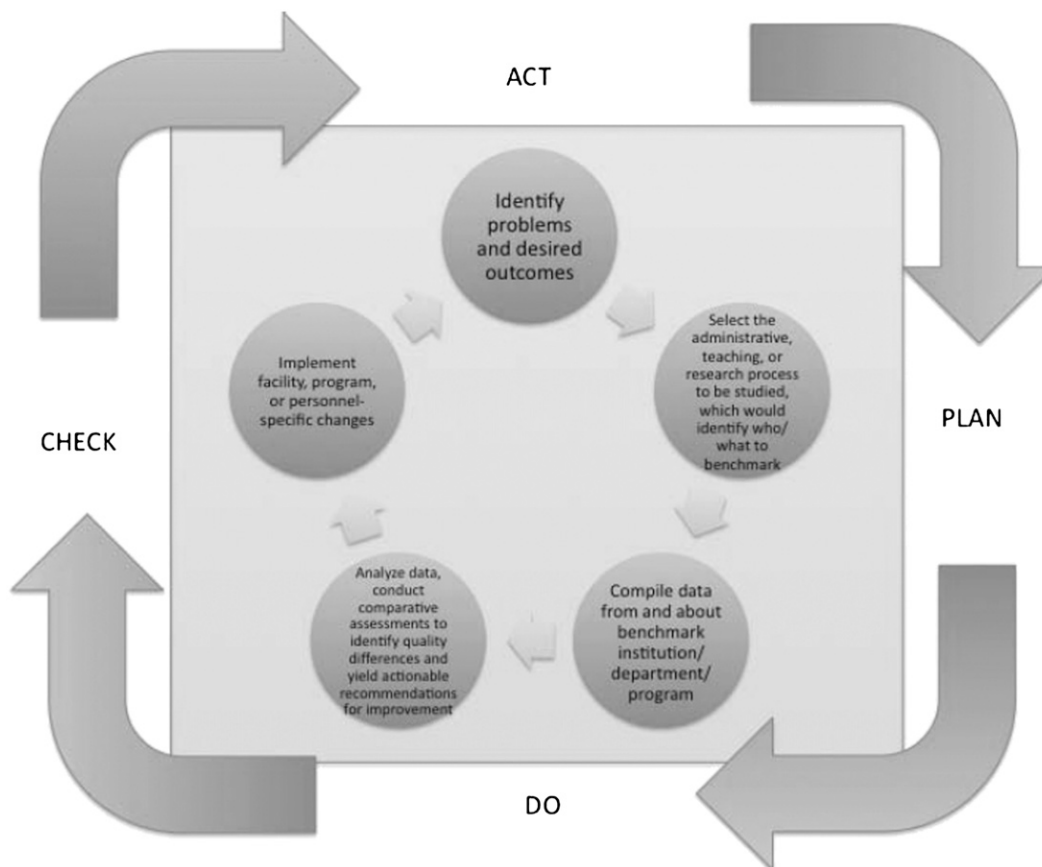 ACT
Identify
problems
and desired
outcomes
Select the
administrative,
teaching, or
research process
to be studied,
which would
identify who/
what to
benchmark
PLAN
Compile data
from and about
benchmark
institution/
department/
program
DO
Analyze data,
conduct
comparative
assessments to
identify quality
differences and
yield actionable
recommendations
for improvement
CHECK
Implement
facility, program,
or personnel-
specific changes